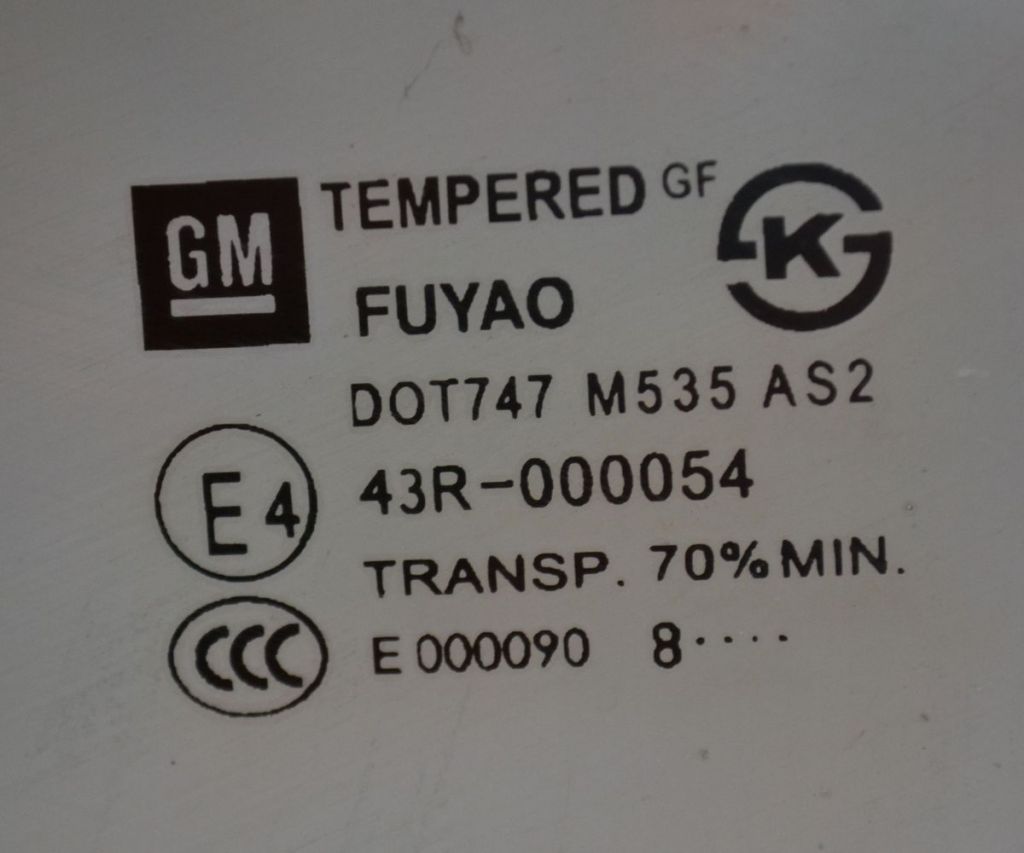 GM TEMPERED GF K
FUYAO
DOT747 M535 AS2
E4 43R-000054
TRANSP. 70% MIN.
CCC E000090 8····